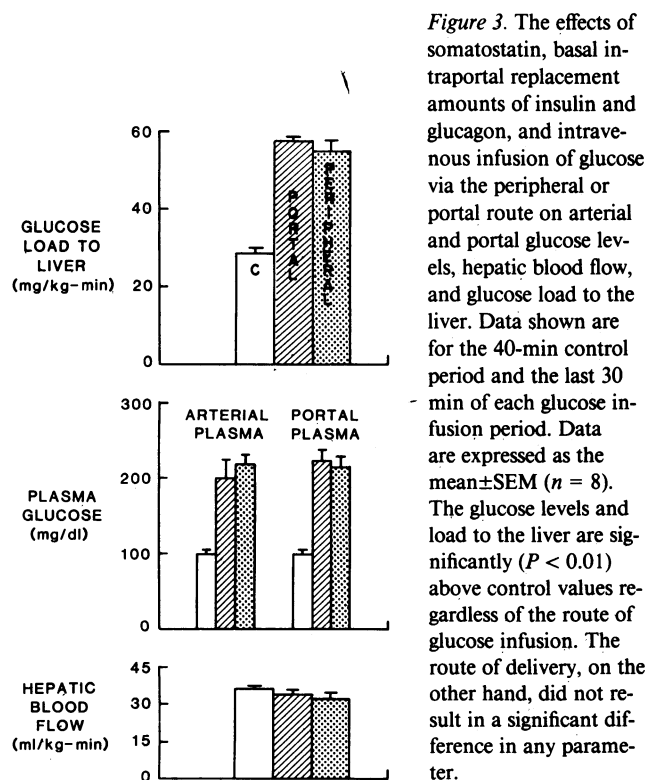 Figure 3. The effects of
somatostatin, basal in-
traportal replacement
amounts of insulin and
glucagon, and intrave-
nous infusion of glucose
via the peripheral or
portal route on arterial
and portal glucose lev-
els, hepatic blood flow,
and glucose load to the
liver. Data shown are
for the 40-min control
period and the last 30
min of each glucose in-
fusion period. Data
are expressed as the
mean±SEM (n = 8).
The glucose levels and
load to the liver are sig-
nificantly (P < 0.01)
above control values re-
gardless of the route of
glucose infusion. The
route of delivery, on the
other hand, did not re-
sult in a significant dif-
ference in any parame-
ter.
GLUCOSE
LOAD TO
LIVER
(mg/kg-min)
60
40
20
0
C
PORTAL
PERIPHERAL
PLASMA
GLUCOSE
(mg/dl)
300
200
100
0
ARTERIAL
PLASMA
PORTAL
PLASMA
HEPATIC
BLOOD
FLOW
(ml/kg-min)
45
30
15
0